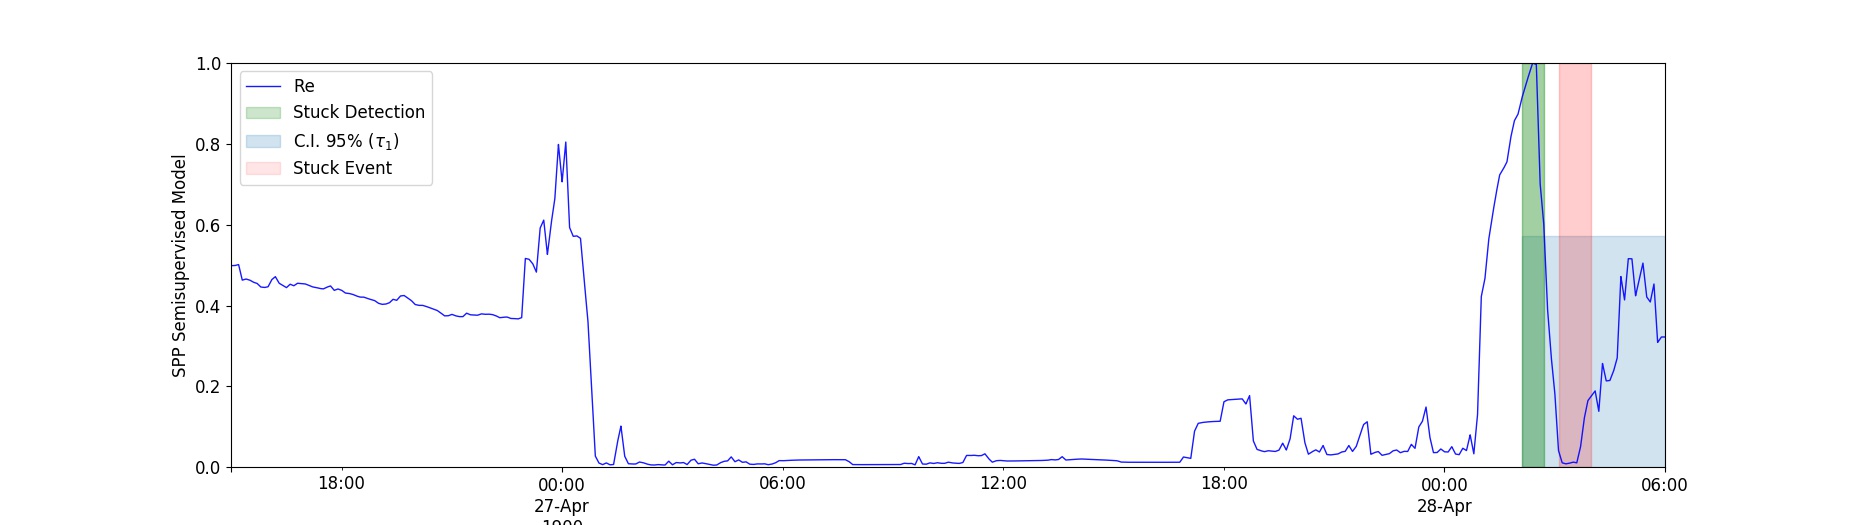 1.0
0.8
0.6
0.4
0.2
0.0
SPP Semisupervised Model
Re
Stuck Detection
C.I. 95% (τ₁)
Stuck Event
18:00
00:00
27-Apr
1900
06:00
12:00
18:00
00:00
28-Apr
06:00